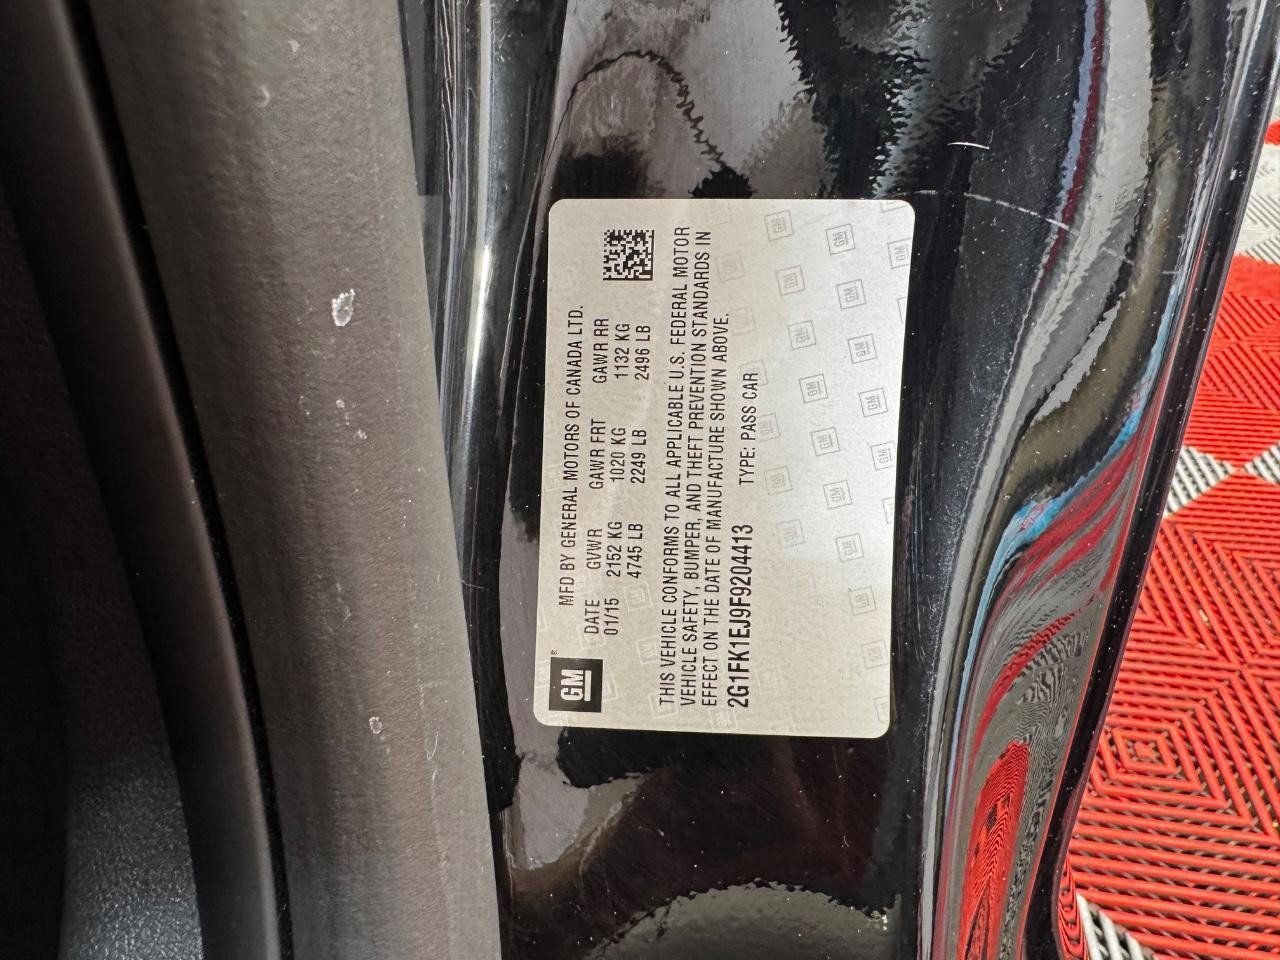 GM
MFD BY GENERAL MOTORS OF CANADA LTD.
DATE GVWR GAWR FRT GAWR RR
01/15 2152 KG 1020 KG 1132 KG
4745 LB 2249 LB 2496 LB
THIS VEHICLE CONFORMS TO ALL APPLICABLE U.S. FEDERAL MOTOR
VEHICLE SAFETY, BUMPER, AND THEFT PREVENTION STANDARDS IN
EFFECT ON THE DATE OF MANUFACTURE SHOWN ABOVE.
2G1FK1EJ9F9204413 TYPE: PASS CAR